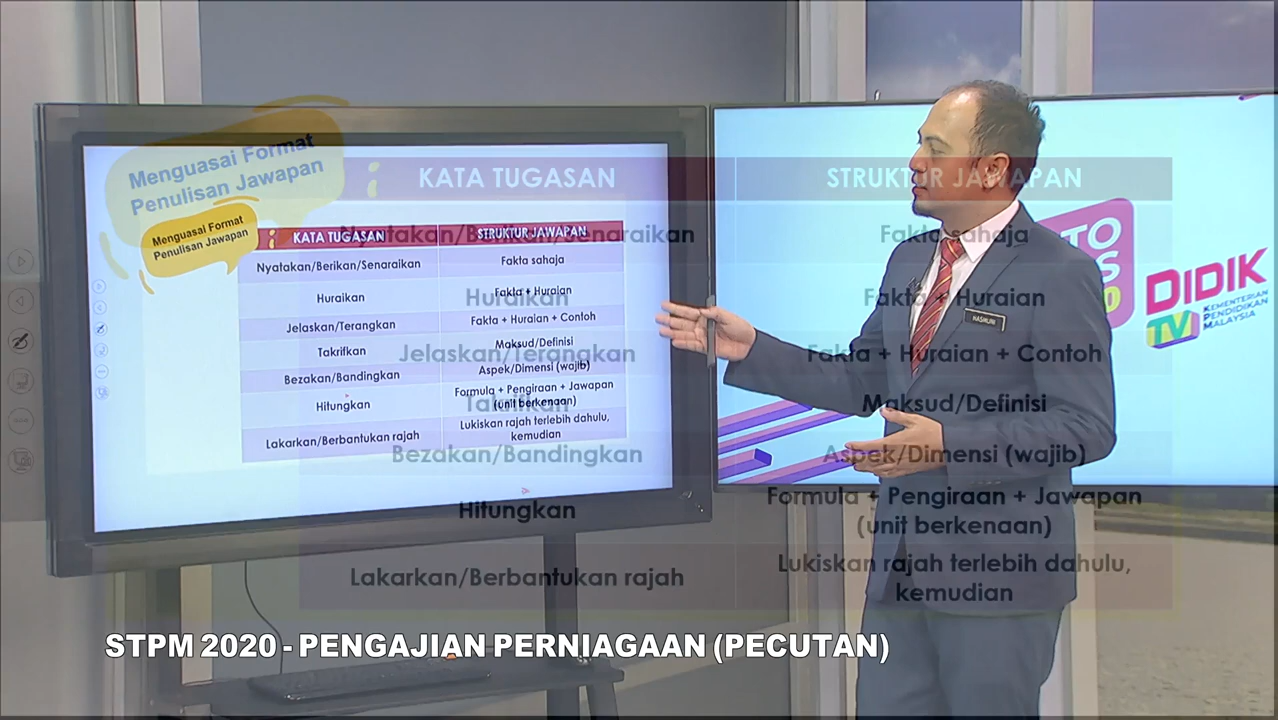 Menguasai Format
Penulisan Jawapan
KATA TUGASAN
STRUKTUR JAWAPAN
Nyatakan/Berikan/Senaraikan
Fakta sahaja
Huraikan
Fakta + Huraian
Jelaskan/Terangkan
Fakta + Huraian + Contoh
Takrifkan
Maksud/Definisi
Bezakan/Bandingkan
Aspek/Dimensi (wajib)
Hitungkan
Formula + Pengiraan + Jawapan
(unit berkenaan)
Lakarkan/Berbantukan rajah
Lukiskan rajah terlebih dahulu,
kemudian
Menguasai Format
Penulisan Jawapan
KATA TUGASAN
STRUKTUR JAWAPAN
Nyatakan/Berikan/Senaraikan
Fakta sahaja
Huraikan
Fakta + Huraian
Jelaskan/Terangkan
Fakta + Huraian + Contoh
Takrifkan
Maksud/Definisi
Bezakan/Bandingkan
Aspek/Dimensi (wajib)
Hitungkan
Formula + Pengiraan + Jawapan
(unit berkenaan)
Lakarkan/Berbantukan rajah
Lukiskan rajah terlebih dahulu,
kemudian
HASMUNI
DIDIK
TV
KEMENTERIAN
PENDIDIKAN
MALAYSIA
STPM 2020 - PENGAJIAN PERNIAGAAN (PECUTAN)